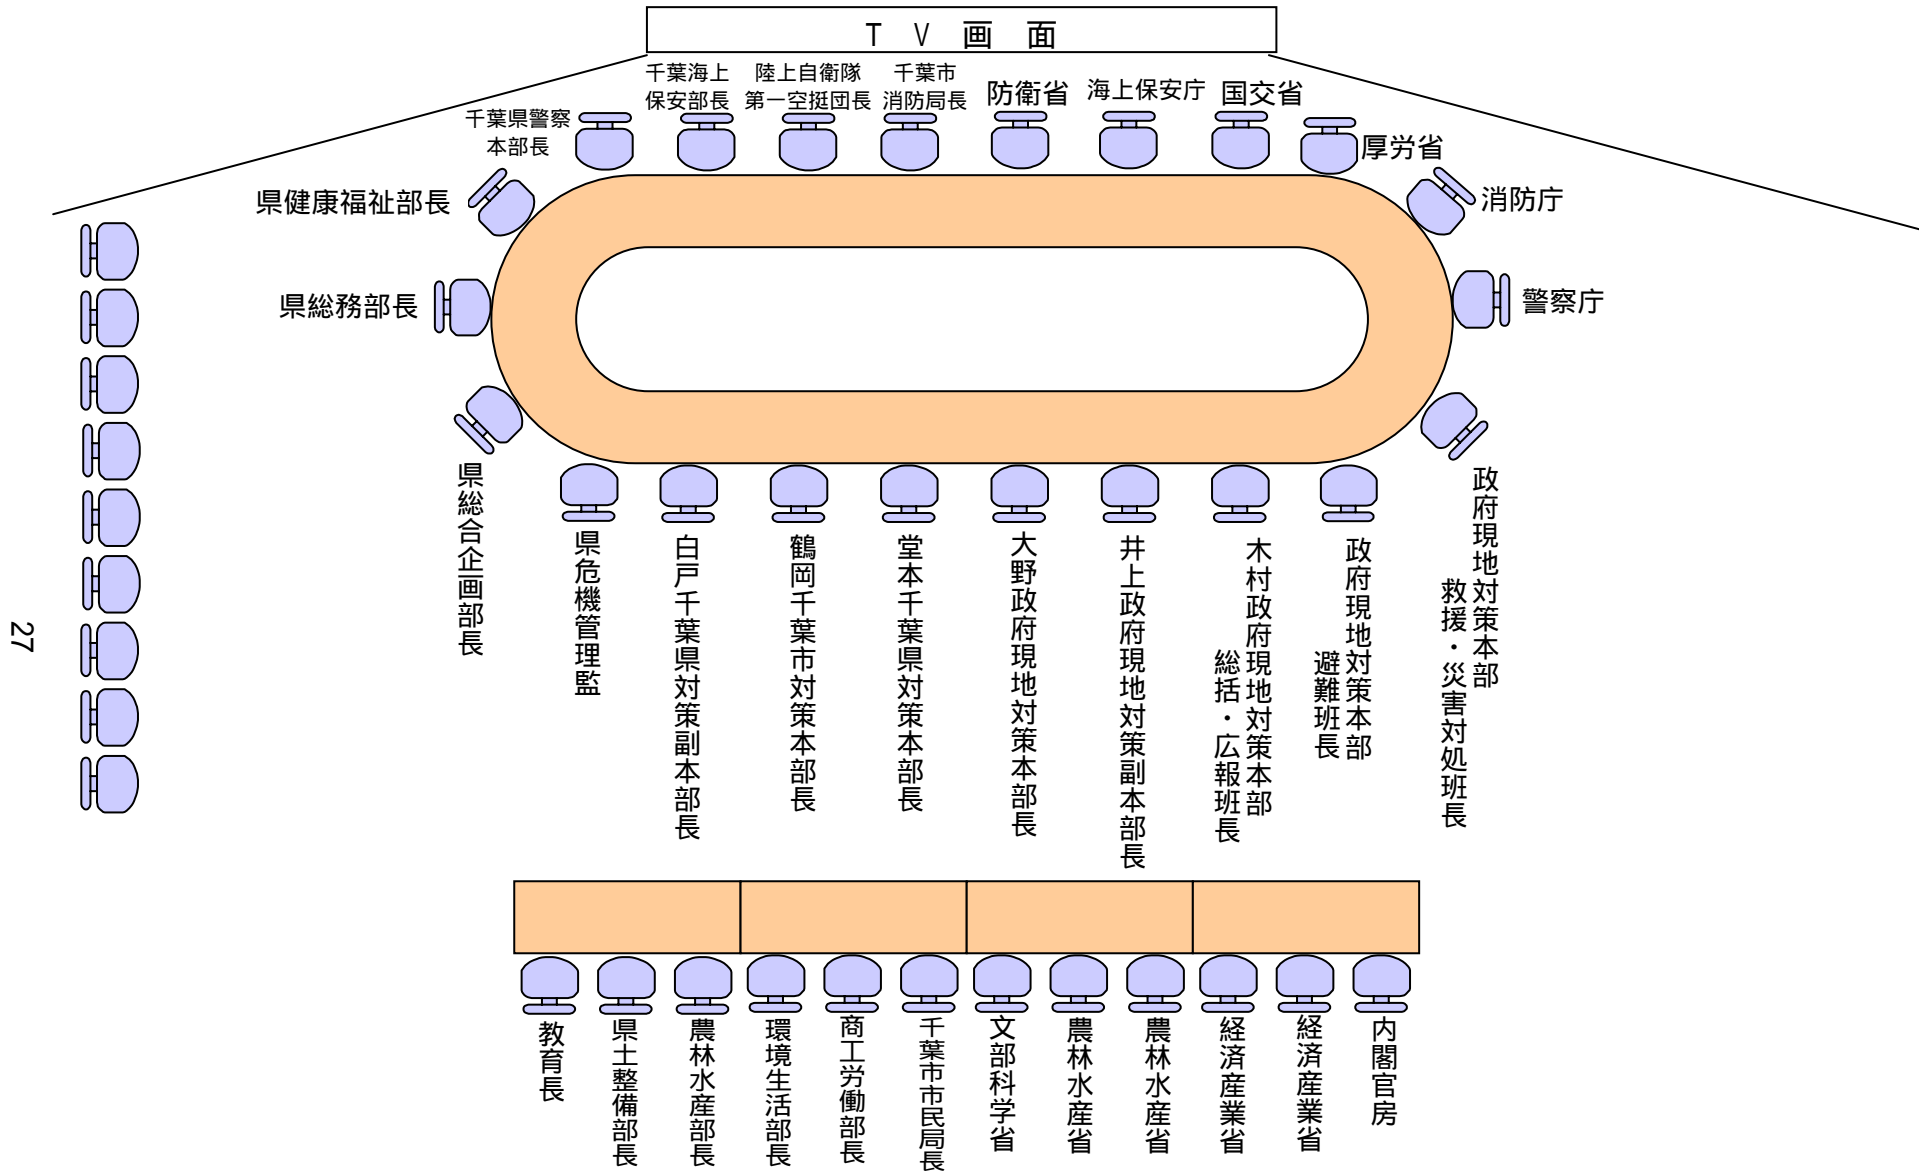 TV画面
千葉海上
保安部長
陸上自衛隊
第一空挺団長
千葉市
消防局長
防衛省
海上保安庁
国交省
千葉県警察
本部長
厚労省
県健康福祉部長
消防庁
県総務部長
警察庁
県総合企画部長
県危機管理監
白戸千葉県対策副本部長
鶴岡千葉市対策本部長
堂本千葉県対策本部長
大野政府現地対策本部長
井上政府現地対策副本部長
木村政府現地対策本部
総括・広報班長
政府現地対策本部
避難班長
政府現地対策本部
救援・災害対処班長
27
教育長
県土整備部長
農林水産部長
環境生活部長
商工労働部長
千葉市市民局長
文部科学省
農林水産省
農林水産省
経済産業省
経済産業省
内閣官房